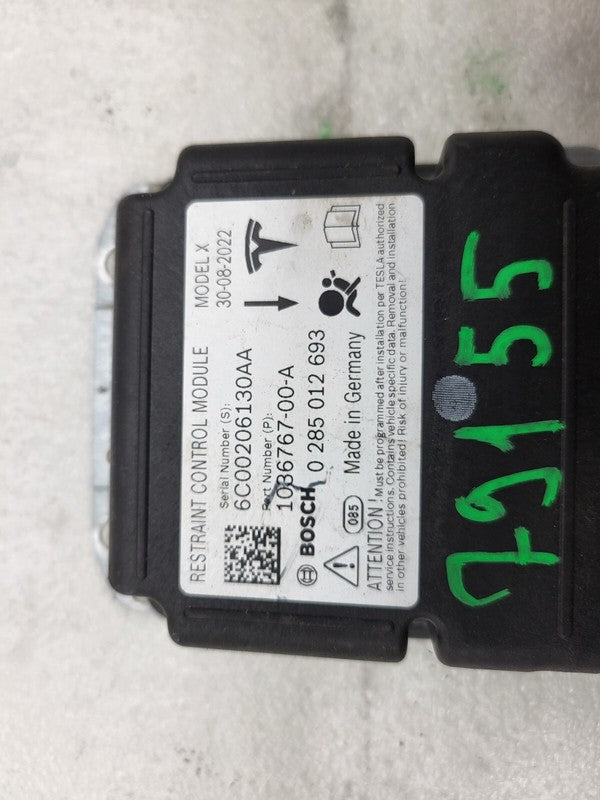 RESTRAINT CONTROL MODULE MODEL X
Serial Number (S): 30-08-2022
6C00206130AA
Part Number (P):
1036767-00-A
BOSCH 0 285 012 693
085 Made in Germany
ATTENTION! Must be programmed after installation per TESLA authorized
service instructions. Contains vehicle specific data. Removal and installation
in other vehicles prohibited! Risk of injury or malfunction!
79155